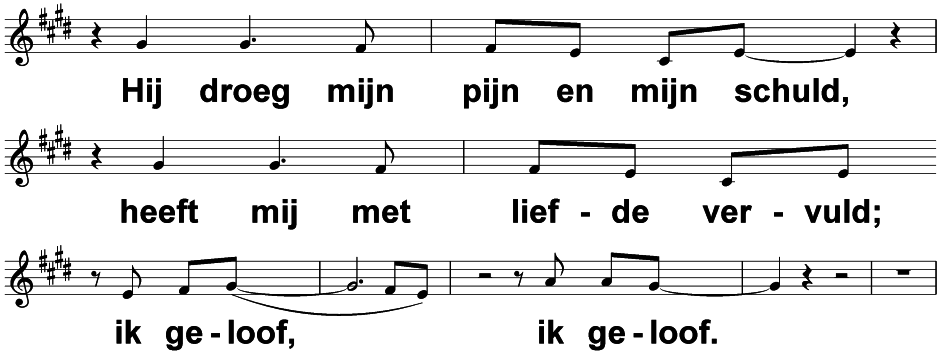 Hij droeg mijn pijn en mijn schuld,
heeft mij met lief - de ver - vuld;
ik ge - loof, ik ge - loof.